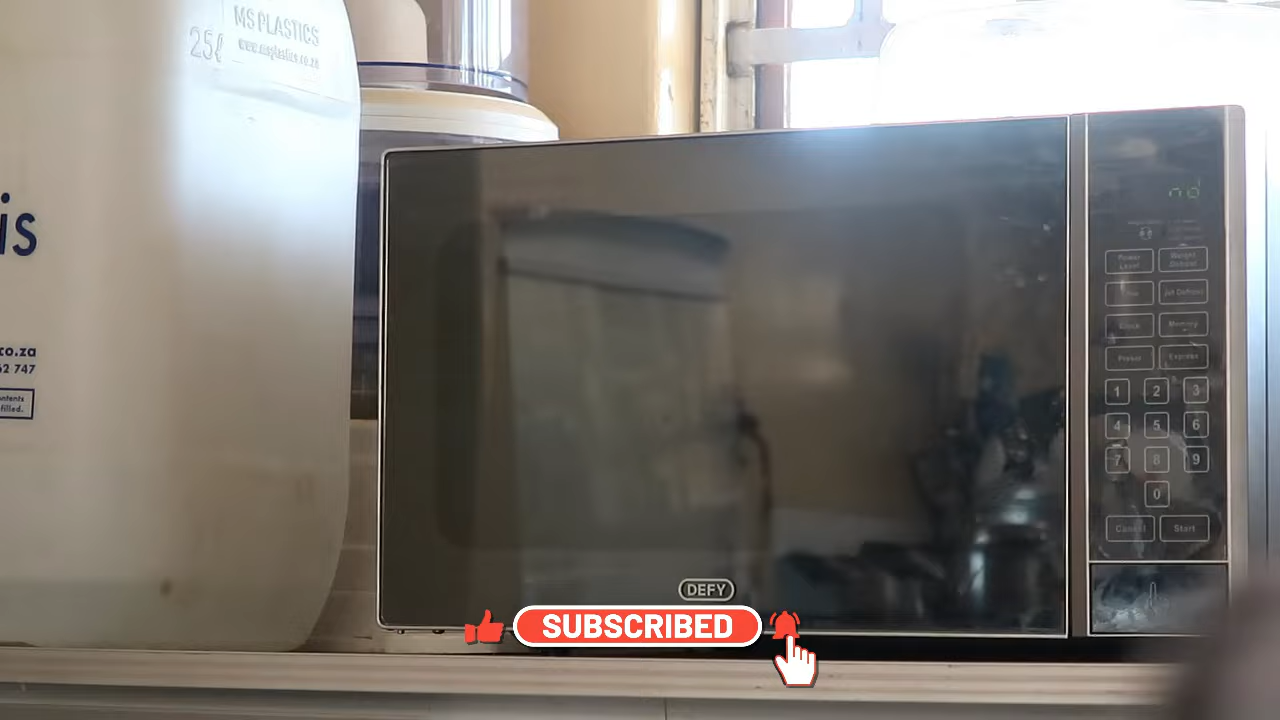 25ℓ
MS PLASTICS
www.msplastics.co.za
is
co.za
62 747
filled.
nd
Power Level
Weight Defrost
Jet Defrost
Clock
Memory
Preset
Express
1 2 3
4 5 6
7 8 9
0
Cancel Start
DEFY
SUBSCRIBED